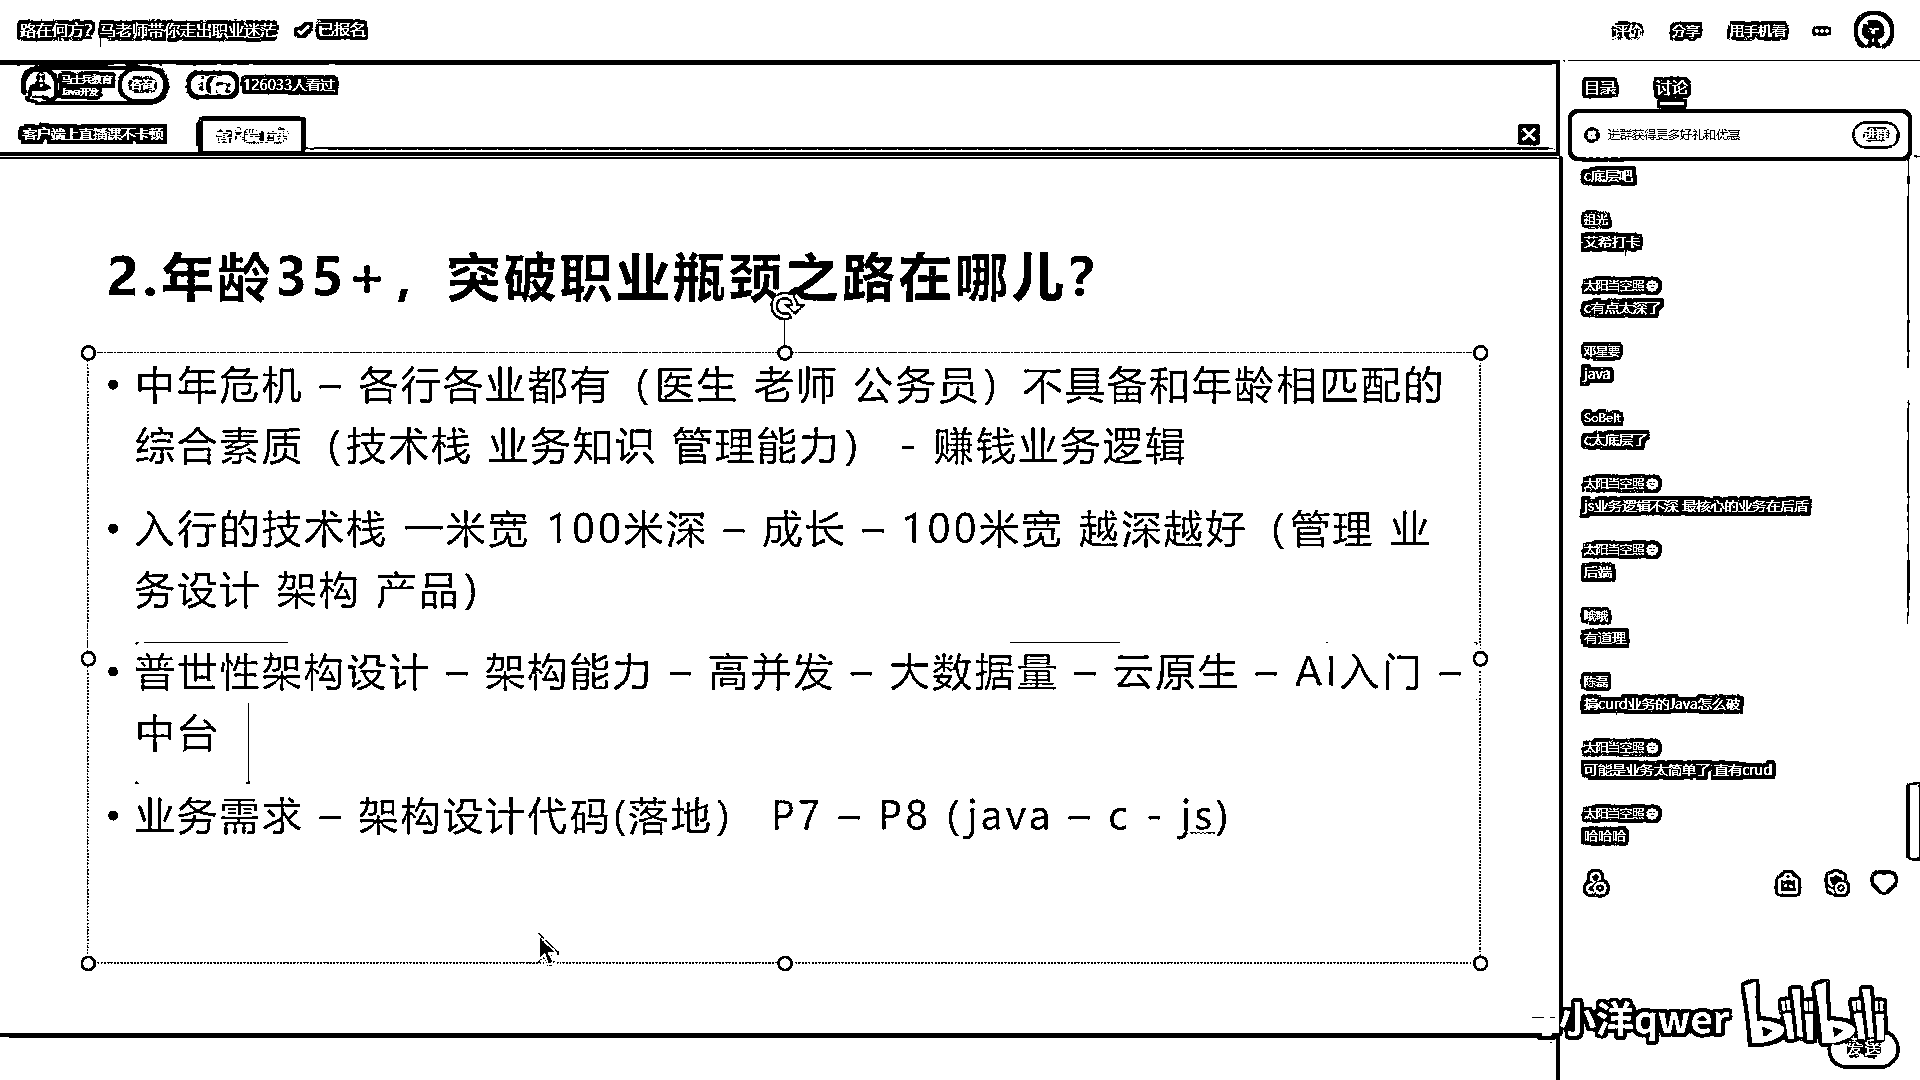 路在何方？马老师带你走出职业迷茫 已报名
评价 分享 用手机看
马士兵教育 咨询
Java开发
126033人看过
客户端上直播课不卡顿
目录 讨论
进群获得更多好礼和优惠 进群
2.年龄35+，突破职业瓶颈之路在哪儿？
• 中年危机 – 各行各业都有（医生 老师 公务员）不具备和年龄相匹配的
综合素质（技术栈 业务知识 管理能力） - 赚钱业务逻辑
• 入行的技术栈 一米宽 100米深 – 成长 – 100米宽 越深越好（管理 业
务设计 架构 产品）
• 普世性架构设计 – 架构能力 – 高并发 – 大数据量 – 云原生 – AI入门 –
中台
• 业务需求 – 架构设计代码(落地） P7 – P8 (java – c - js)
c底层吧
祖光
艾希打卡
太阳当空照
c有点太深了
邓星要
java
SoBelt
c太底层了
太阳当空照
js业务逻辑不深 最核心的业务在后盾
太阳当空照
后端
哦哦
有道理
陈磊
搞curd业务的Java怎么破
太阳当空照
可能是业务太简单了 直有crud
太阳当空照
哈哈哈
小洋qwer bilibili
发送